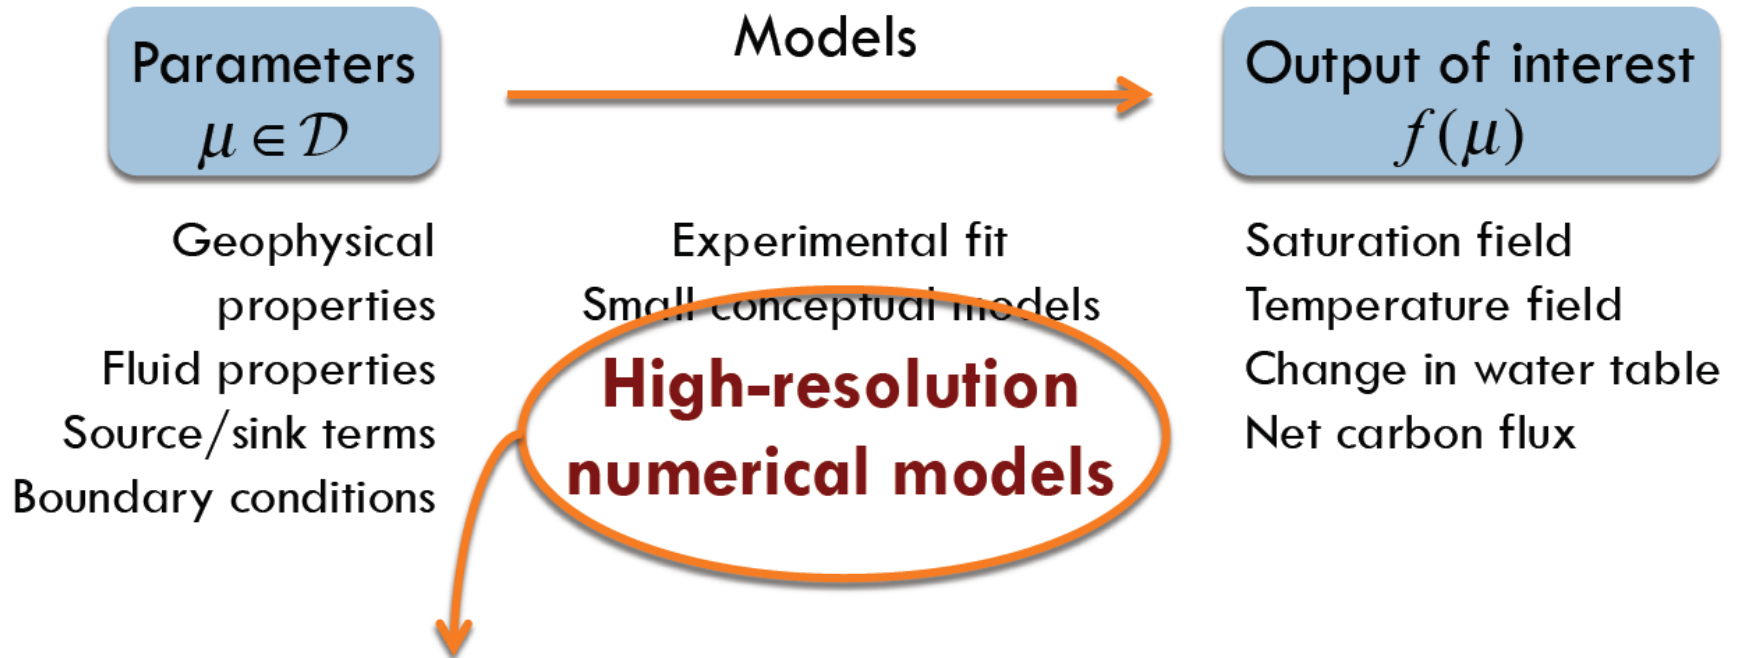 Parameters
μ ∈ 𝒟
Models
Output of interest
f(μ)
Geophysical
properties
Fluid properties
Source/sink terms
Boundary conditions
Experimental fit
Small conceptual models
High-resolution
numerical models
Saturation field
Temperature field
Change in water table
Net carbon flux